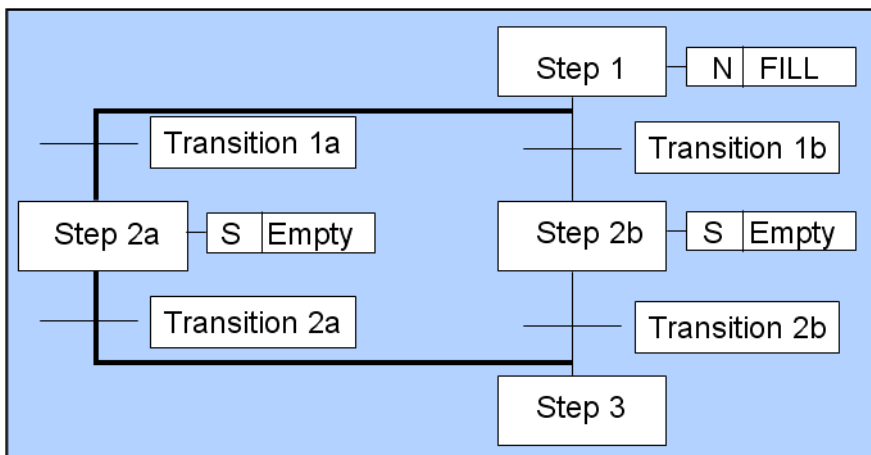 Step 1
N FILL
Transition 1a
Transition 1b
Step 2a
S Empty
Step 2b
S Empty
Transition 2a
Transition 2b
Step 3